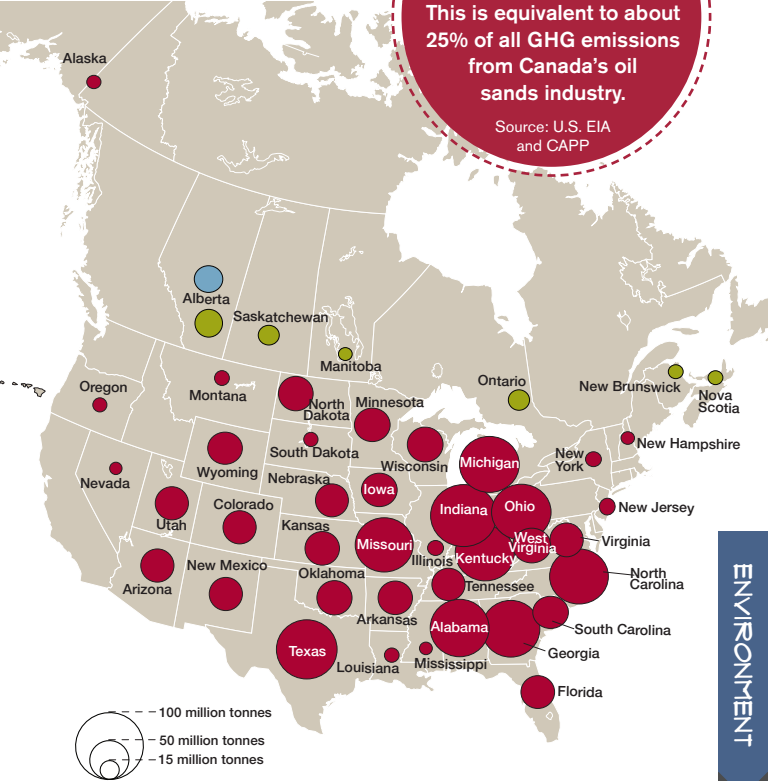 This is equivalent to about
25% of all GHG emissions
from Canada's oil
sands industry.
Source: U.S. EIA
and CAPP
Alaska
Alberta
Saskatchewan
Manitoba
Ontario
New Brunswick
Nova
Scotia
Oregon
Montana
North
Dakota
Minnesota
South Dakota
Wisconsin
Michigan
New
York
New Hampshire
Nevada
Wyoming
Nebraska
Iowa
Indiana
Ohio
New Jersey
Utah
Colorado
Kansas
Missouri
Illinois
Kentucky
West
Virginia
Virginia
Arizona
New Mexico
Oklahoma
Arkansas
Tennessee
North
Carolina
Texas
Louisiana
Mississippi
Alabama
Georgia
South Carolina
Florida
100 million tonnes
50 million tonnes
15 million tonnes
ENVIRONMENT